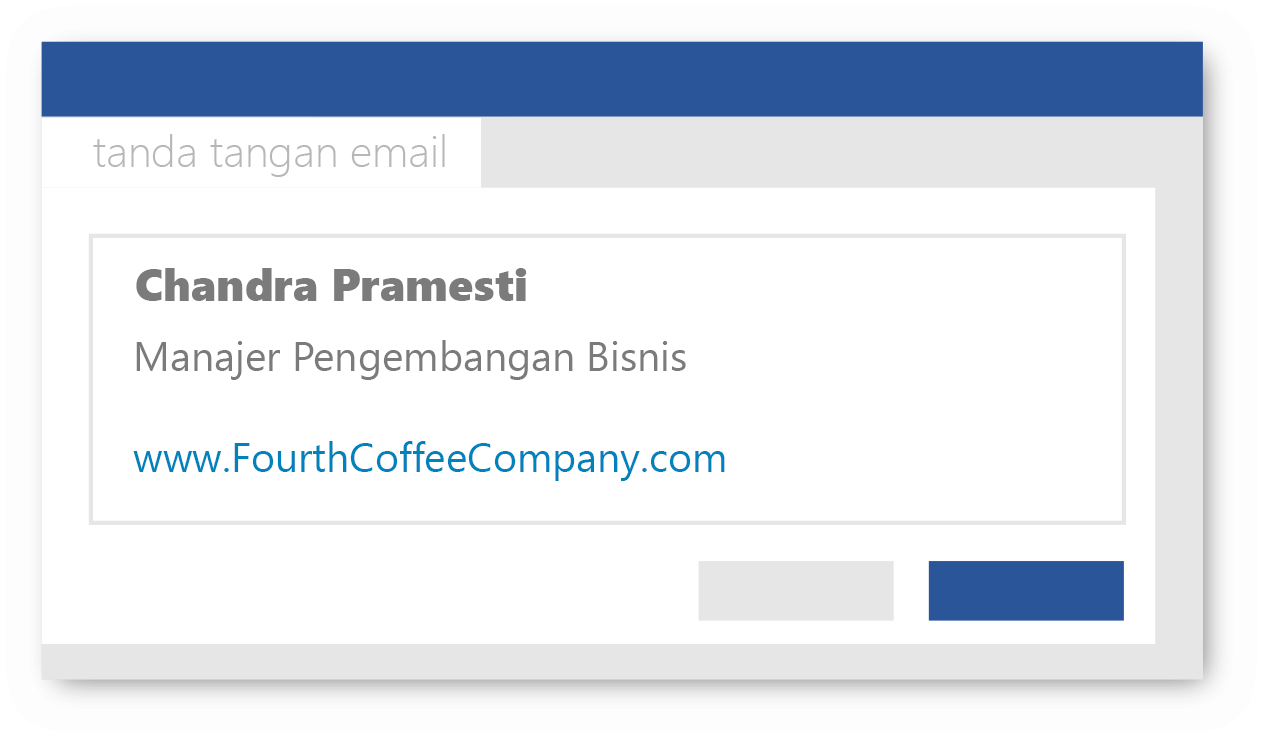 tanda tangan email
Chandra Pramesti
Manajer Pengembangan Bisnis
www.FourthCoffeeCompany.com